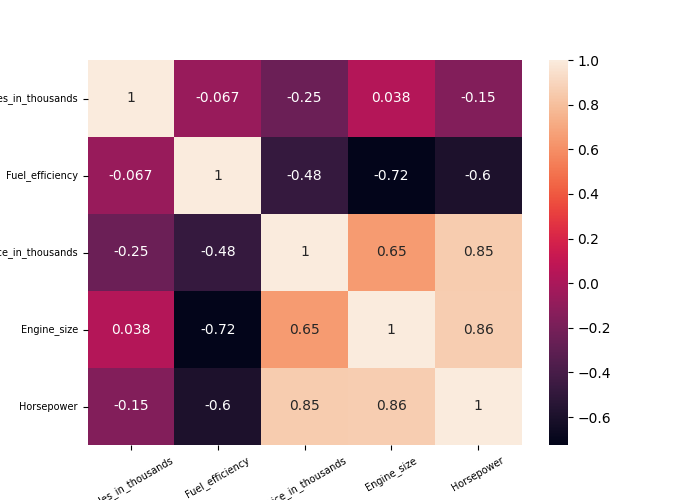 es_in_thousands 1 -0.067 -0.25 0.038 -0.15
Fuel_efficiency -0.067 1 -0.48 -0.72 -0.6
ce_in_thousands -0.25 -0.48 1 0.65 0.85
Engine_size 0.038 -0.72 0.65 1 0.86
Horsepower -0.15 -0.6 0.85 0.86 1
les_in_thousands Fuel_efficiency ice_in_thousands Engine_size Horsepower
1.0
0.8
0.6
0.4
0.2
0.0
−0.2
−0.4
−0.6